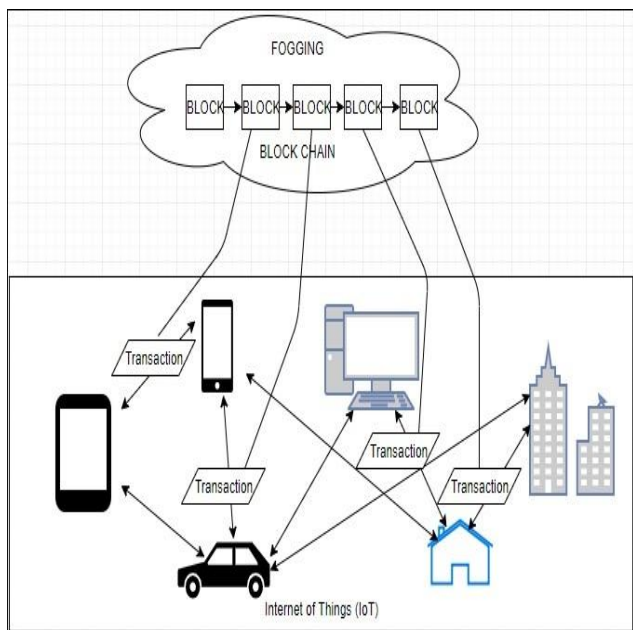 FOGGING
BLOCK BLOCK BLOCK BLOCK BLOCK
BLOCK CHAIN
Transaction
Transaction
Transaction
Transaction
Internet of Things (IoT)